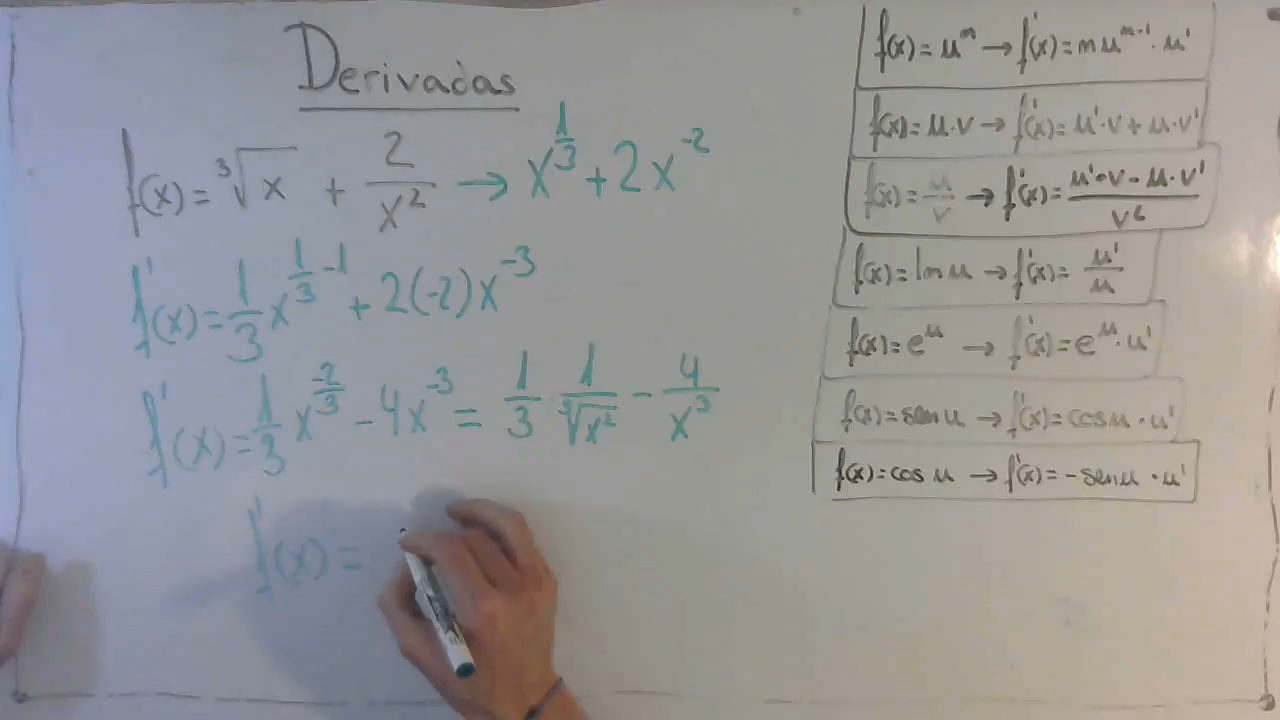 Derivadas
f(x) = ∛x + 2/x² → x^(1/3) + 2x^(-2)
f'(x) = 1/3 x^(1/3 - 1) + 2(-2)x^(-3)
f'(x) = 1/3 x^(-2/3) - 4x^(-3) = 1/3 · 1/∛x² - 4/x³
f'(x) =
f(x) = u^m → f'(x) = m u^(m-1) · u'
f(x) = u · v → f'(x) = u' · v + u · v'
f(x) = u/v → f'(x) = (u' · v - u · v')/v²
f(x) = ln u → f'(x) = u'/u
f(x) = e^u → f'(x) = e^u · u'
f(x) = sen u → f'(x) = cos u · u'
f(x) = cos u → f'(x) = - sen u · u'